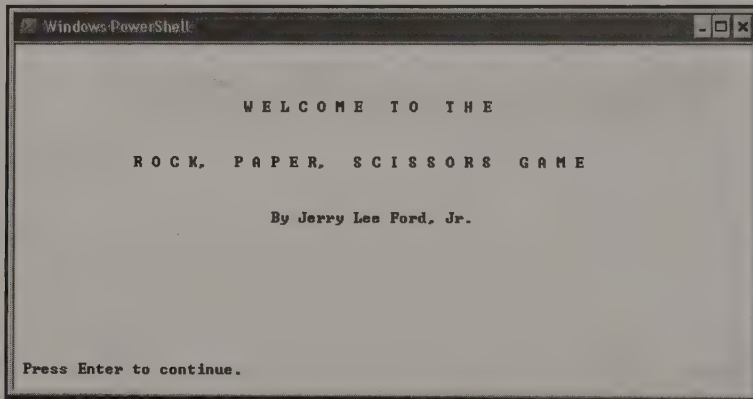 Windows PowerShell
W E L C O M E   T O   T H E
R O C K,   P A P E R,   S C I S S O R S   G A M E
By Jerry Lee Ford, Jr.
Press Enter to continue.